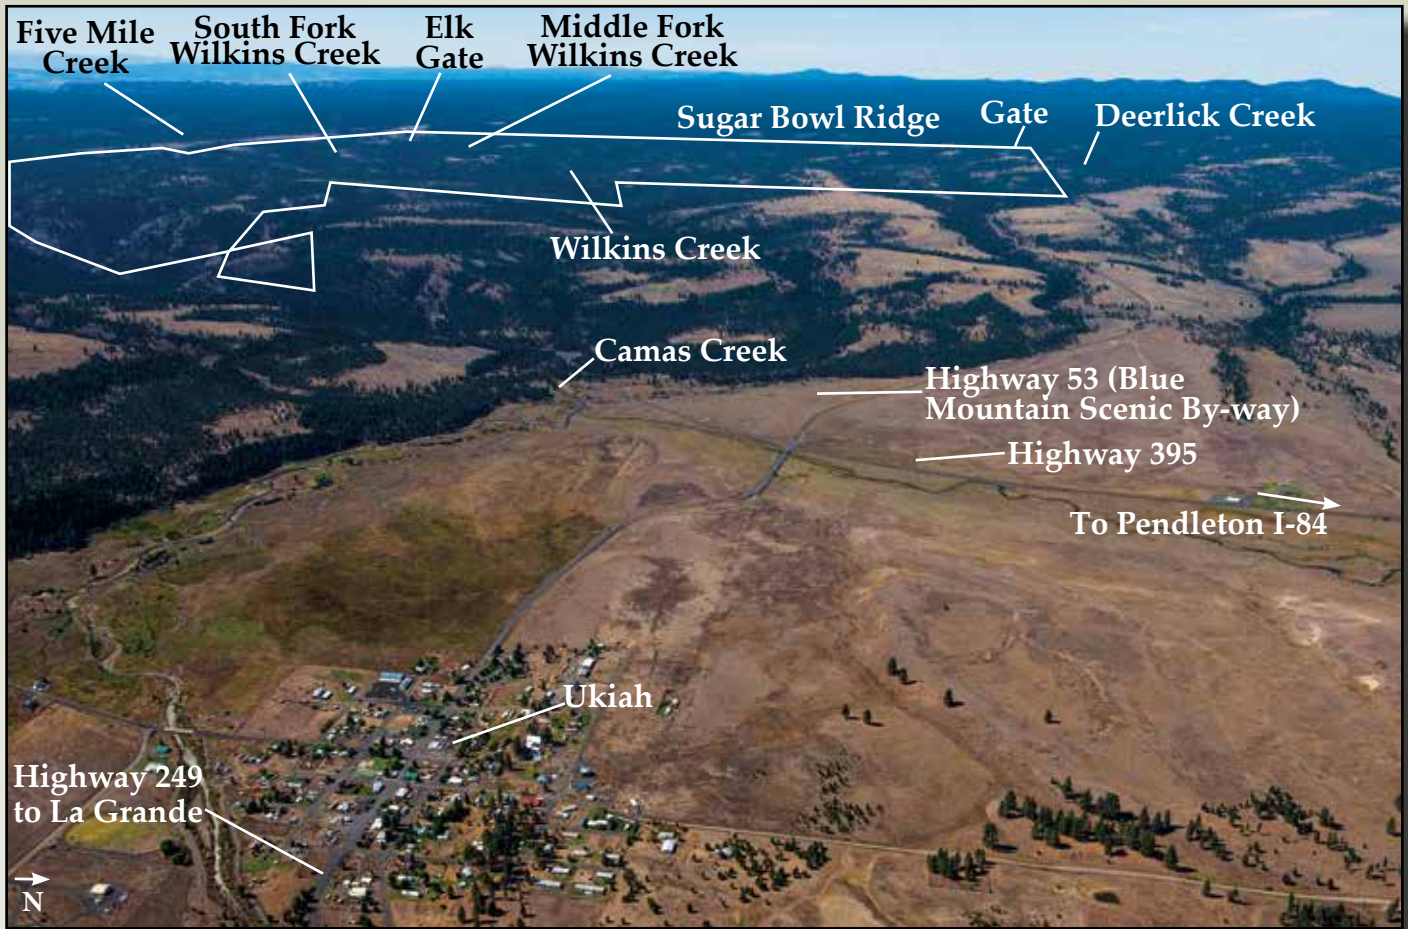 Five Mile
Creek
South Fork
Wilkins Creek
Elk
Gate
Middle Fork
Wilkins Creek
Sugar Bowl Ridge
Gate
Deerlick Creek
Wilkins Creek
Camas Creek
Highway 53 (Blue
Mountain Scenic By-way)
Highway 395
To Pendleton I-84
Ukiah
Highway 249
to La Grande
N